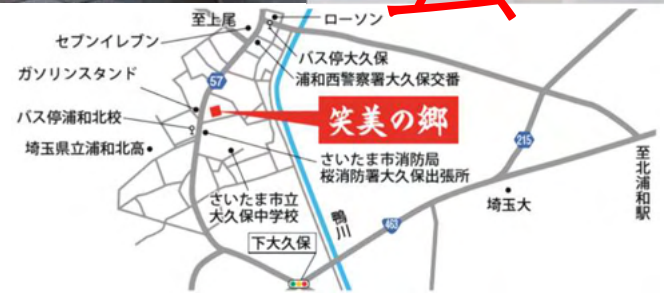 至上尾
ローソン
セブンイレブン
バス停大久保
ガソリンスタンド
57
浦和西警察署大久保交番
バス停浦和北校
笑美の郷
埼玉県立浦和北高
215
さいたま市消防局
桜消防署大久保出張所
至北浦和駅
さいたま市立
大久保中学校
埼玉大
鴨川
463
下大久保